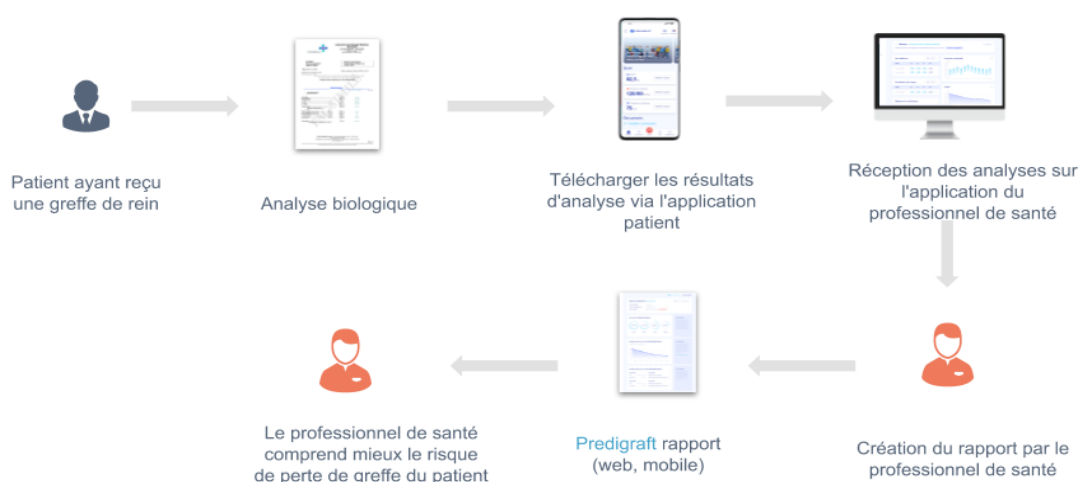 Patient ayant reçu
une greffe de rein
Analyse biologique
Télécharger les résultats
d'analyse via l'application
patient
Réception des analyses sur
l'application du
professionnel de santé
Le professionnel de santé
comprend mieux le risque
de perte de greffe du patient
Predigraft rapport
(web, mobile)
Création du rapport par le
professionnel de santé